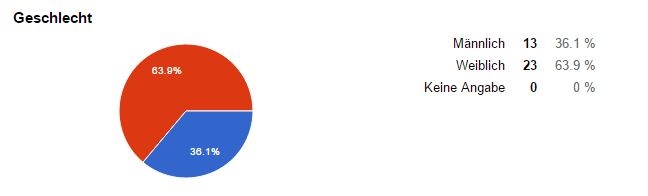 Geschlecht
63.9%
36.1%
Männlich 13 36.1 %
Weiblich 23 63.9 %
Keine Angabe 0 0 %